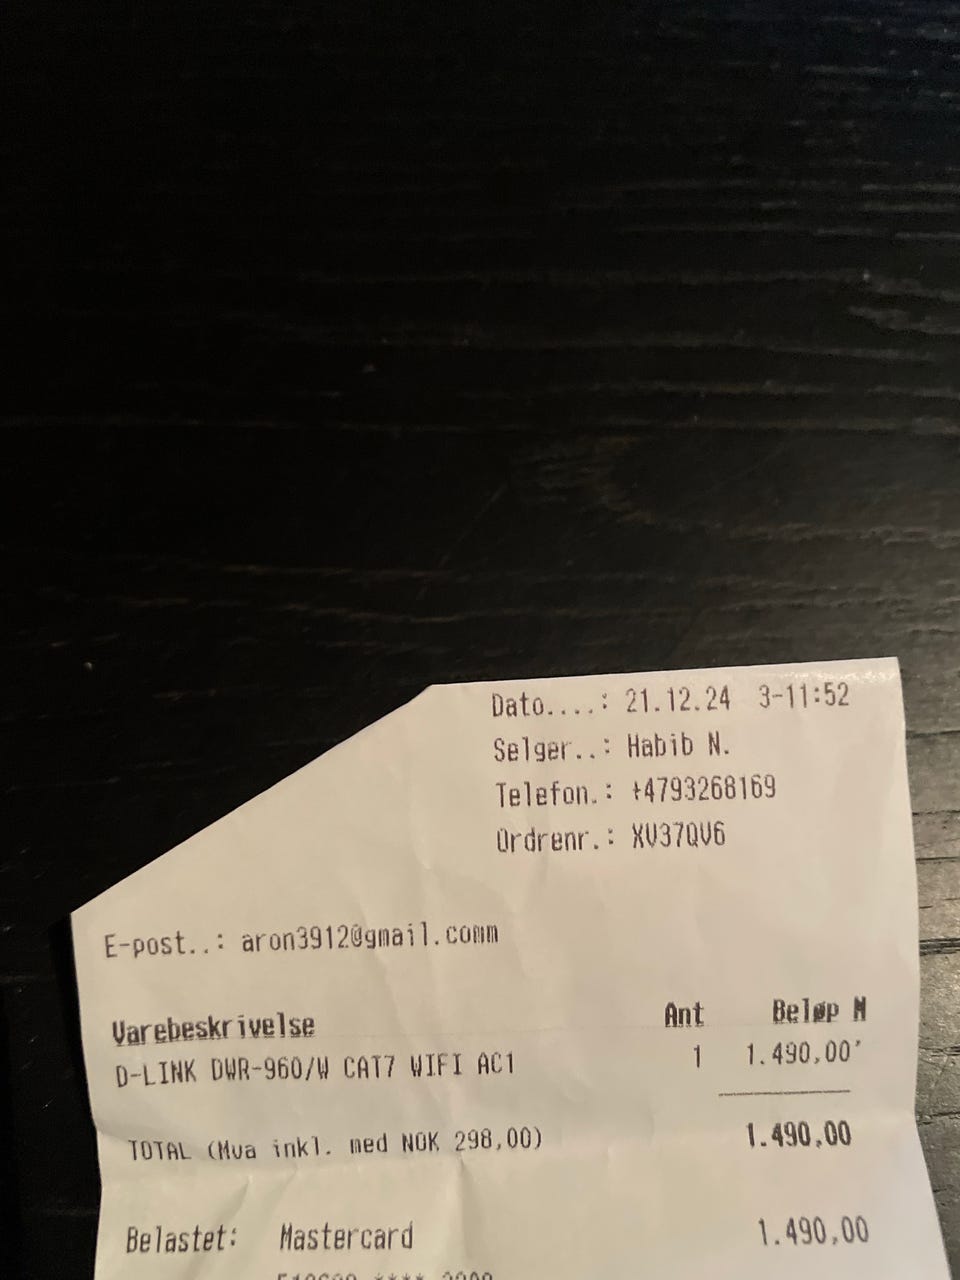 Dato....: 21.12.24 3-11:52
Selger..: Habib N.
Telefon.: +4793268169
Ordrenr.: XV37QV6
E-post..: aron3912@gmail.comm
Varebeskrivelse Ant Beløp M
D-LINK DWR-960/W CAT7 WIFI AC1 1 1.490,00'
TOTAL (Mva inkl. med NOK 298,00) 1.490,00
Belastet: Mastercard 1.490,00